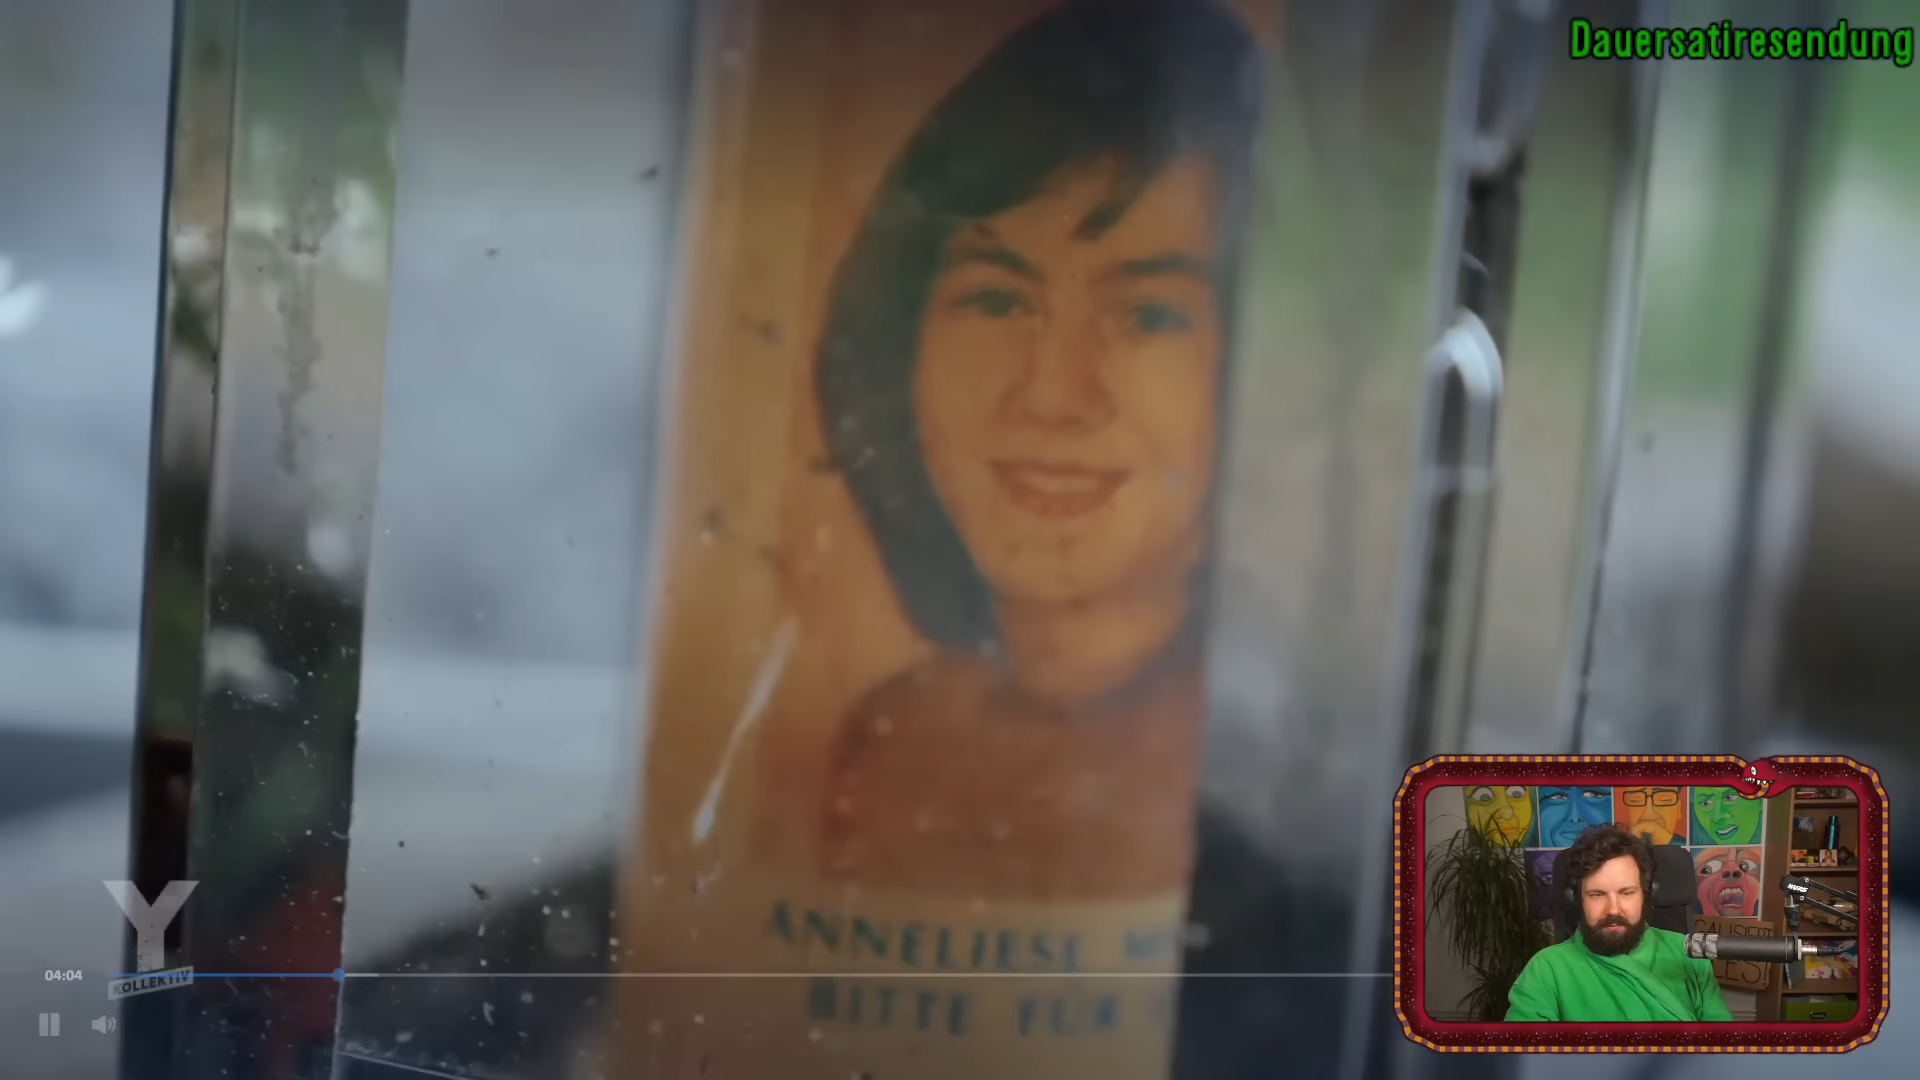 Dauersatiresendung
ANNELIESE
BITTE FÜR
04:04
Y
KOLLEKTIV